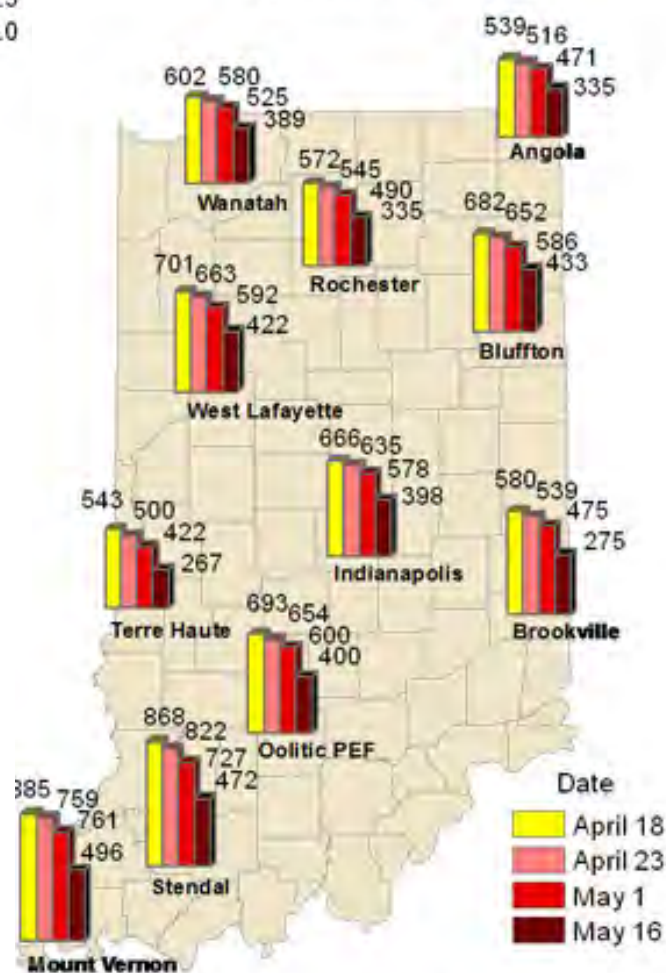 539 516
471
335
Angola
602 580
525
389
Wanatah
572 545
490
335
Rochester
682 652
586
433
Bluffton
701 663
592
422
West Lafayette
666 635
578
398
Indianapolis
580 539
475
275
Brookville
543 500
422
267
Terre Haute
693 654
600
400
Oolitic PEF
868 822
727
472
Stendal
885 759
761
496
Mount Vernon
Date
April 18
April 23
May 1
May 16